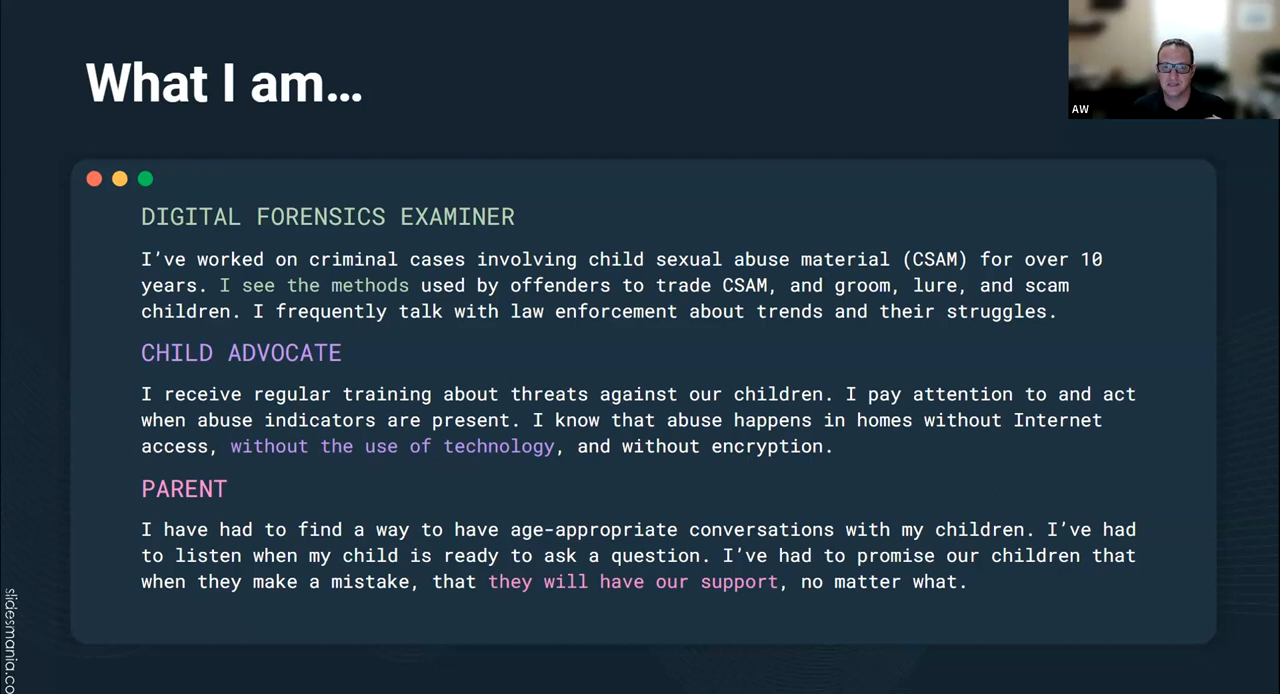 What I am…
AW
DIGITAL FORENSICS EXAMINER
I’ve worked on criminal cases involving child sexual abuse material (CSAM) for over 10
years. I see the methods used by offenders to trade CSAM, and groom, lure, and scam
children. I frequently talk with law enforcement about trends and their struggles.
CHILD ADVOCATE
I receive regular training about threats against our children. I pay attention to and act
when abuse indicators are present. I know that abuse happens in homes without Internet
access, without the use of technology, and without encryption.
PARENT
I have had to find a way to have age-appropriate conversations with my children. I’ve had
to listen when my child is ready to ask a question. I’ve had to promise our children that
when they make a mistake, that they will have our support, no matter what.
slidesmania.co